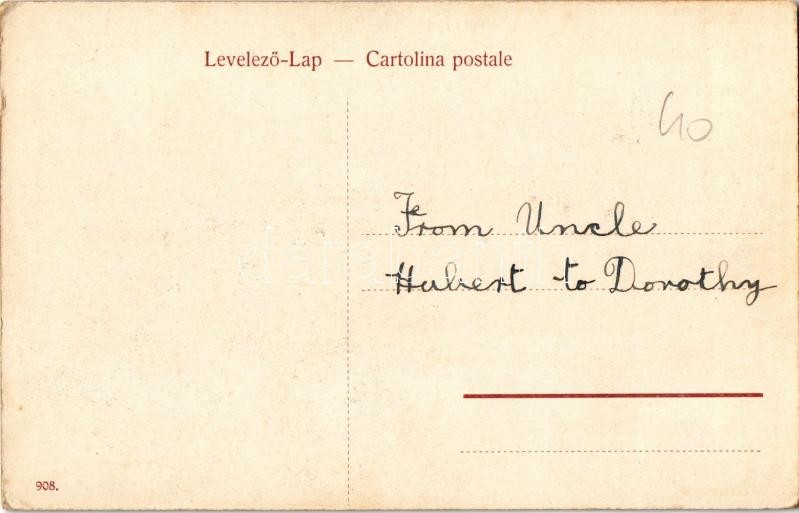 Levelező-Lap — Cartolina postale
40
From Uncle
Hubert to Dorothy
908.